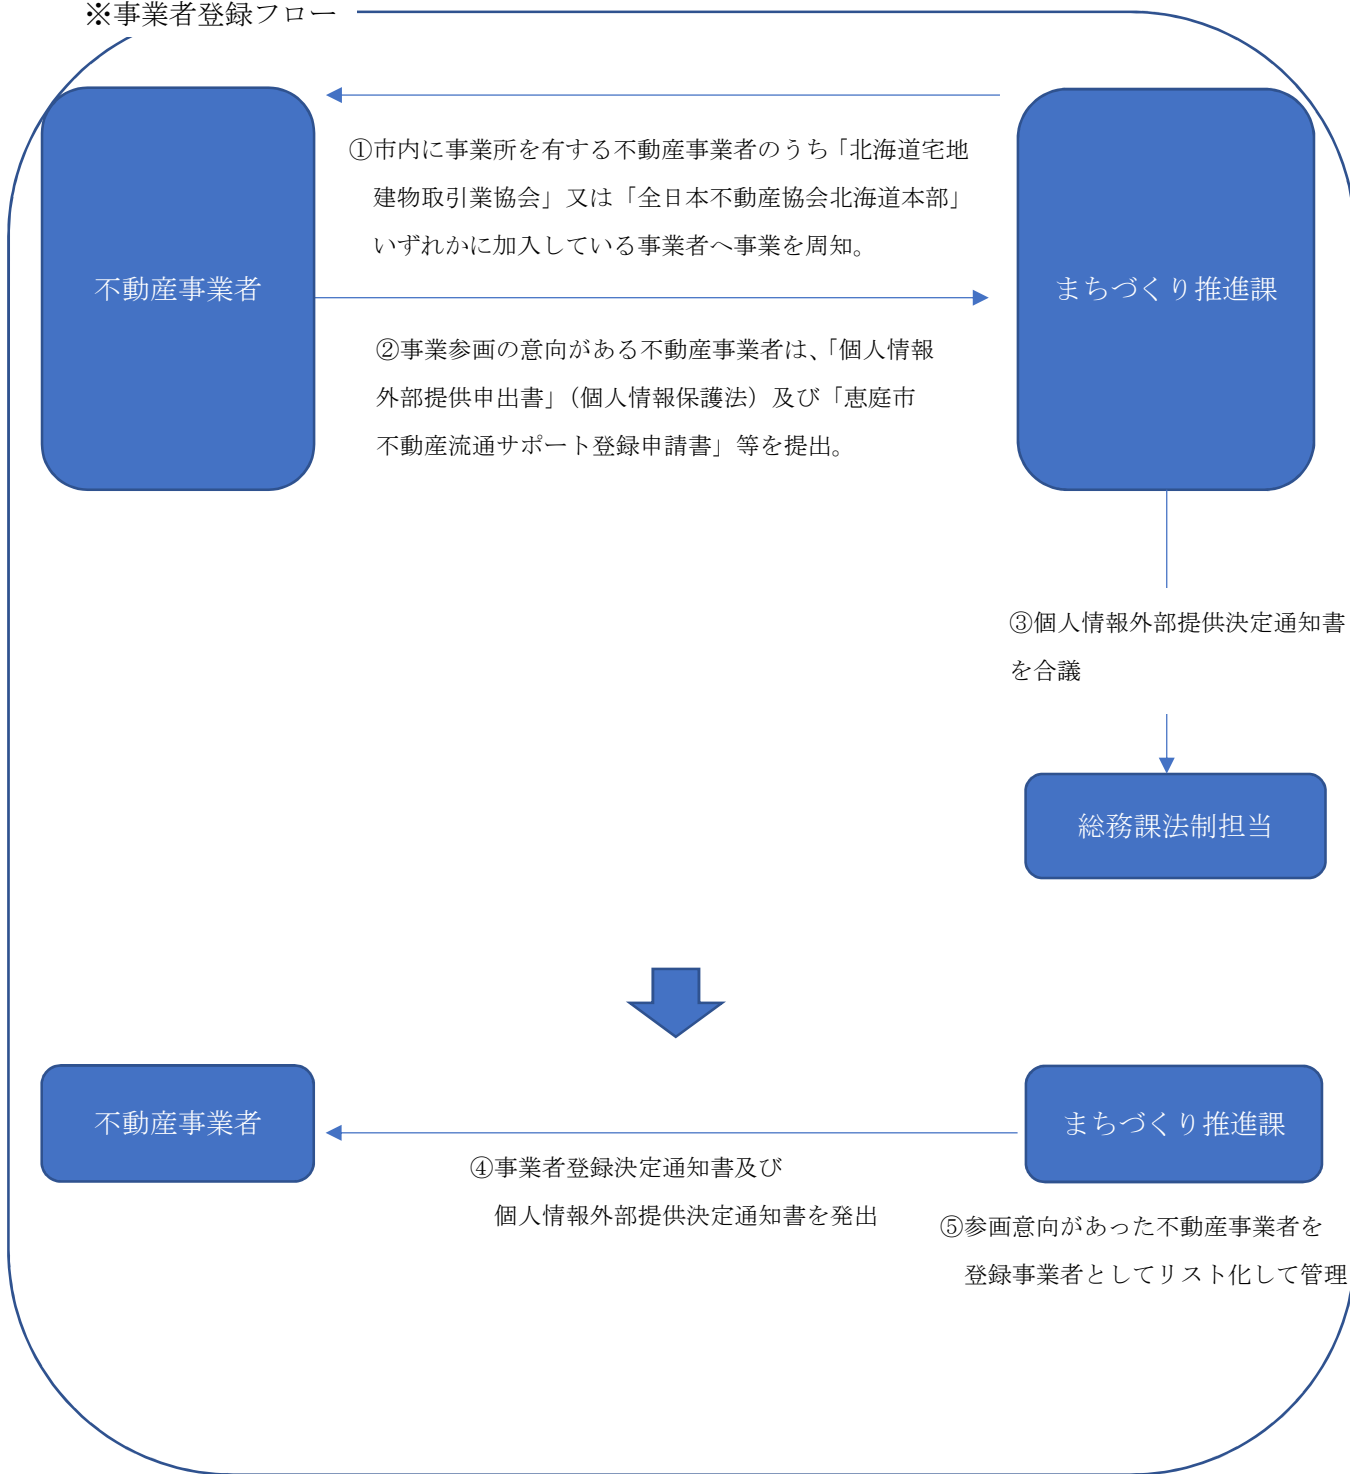 ※事業者登録フロー
①市内に事業所を有する不動産事業者のうち「北海道宅地
建物取引業協会」又は「全日本不動産協会北海道本部」
いずれかに加入している事業者へ事業を周知。
不動産事業者
まちづくり推進課
②事業参画の意向がある不動産事業者は、「個人情報
外部提供申出書」（個人情報保護法）及び「恵庭市
不動産流通サポート登録申請書」等を提出。
③個人情報外部提供決定通知書
を合議
総務課法制担当
不動産事業者
まちづくり推進課
④事業者登録決定通知書及び
個人情報外部提供決定通知書を発出
⑤参画意向があった不動産事業者を
登録事業者としてリスト化して管理